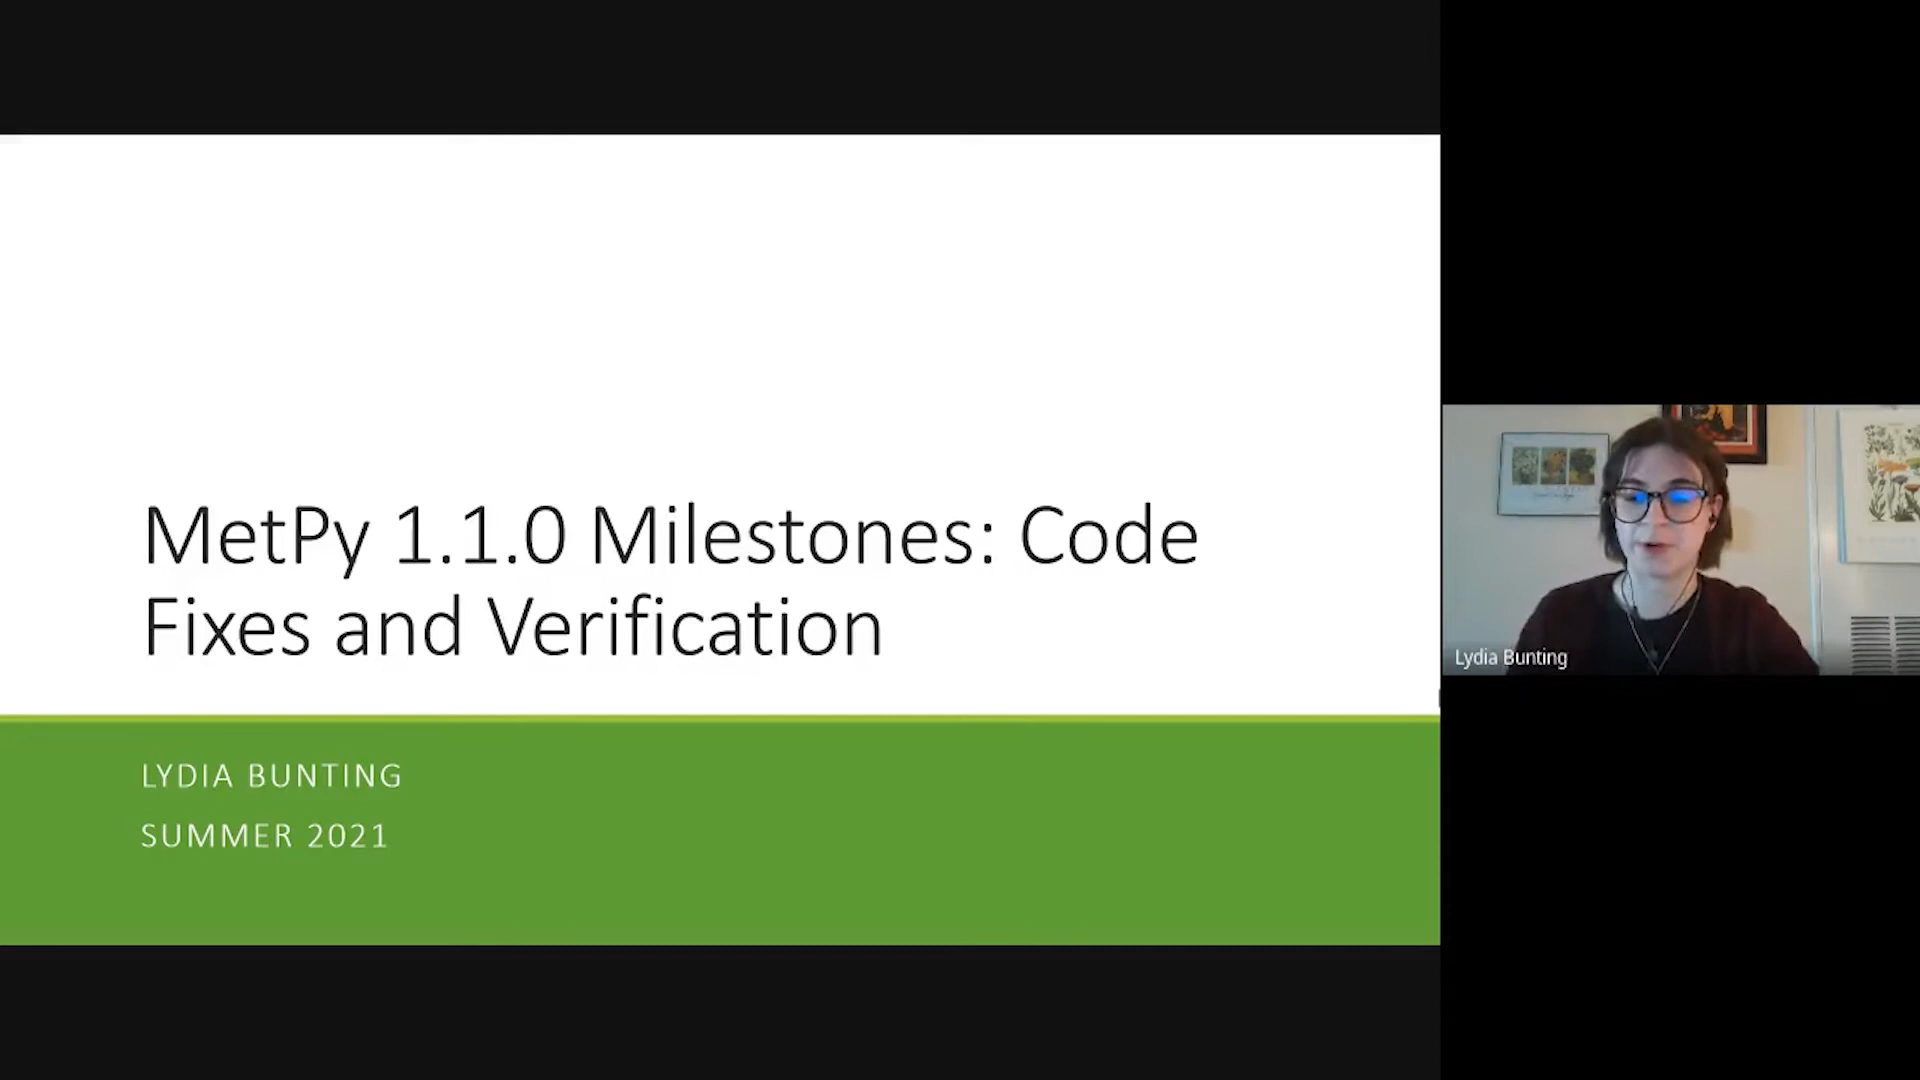 MetPy 1.1.0 Milestones: Code
Fixes and Verification
LYDIA BUNTING
SUMMER 2021
Lydia Bunting